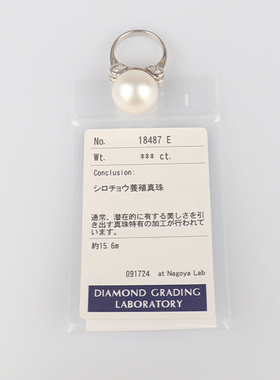 No. 18487 E
Wt. *** ct.
Conclusion:
シロチョウ養殖真珠
通常、潜在的に有する美しさを引
き出す真珠特有の加工が行われて
います。
約15.6m
091724 at Nagoya Lab
DIAMOND GRADING
LABORATORY